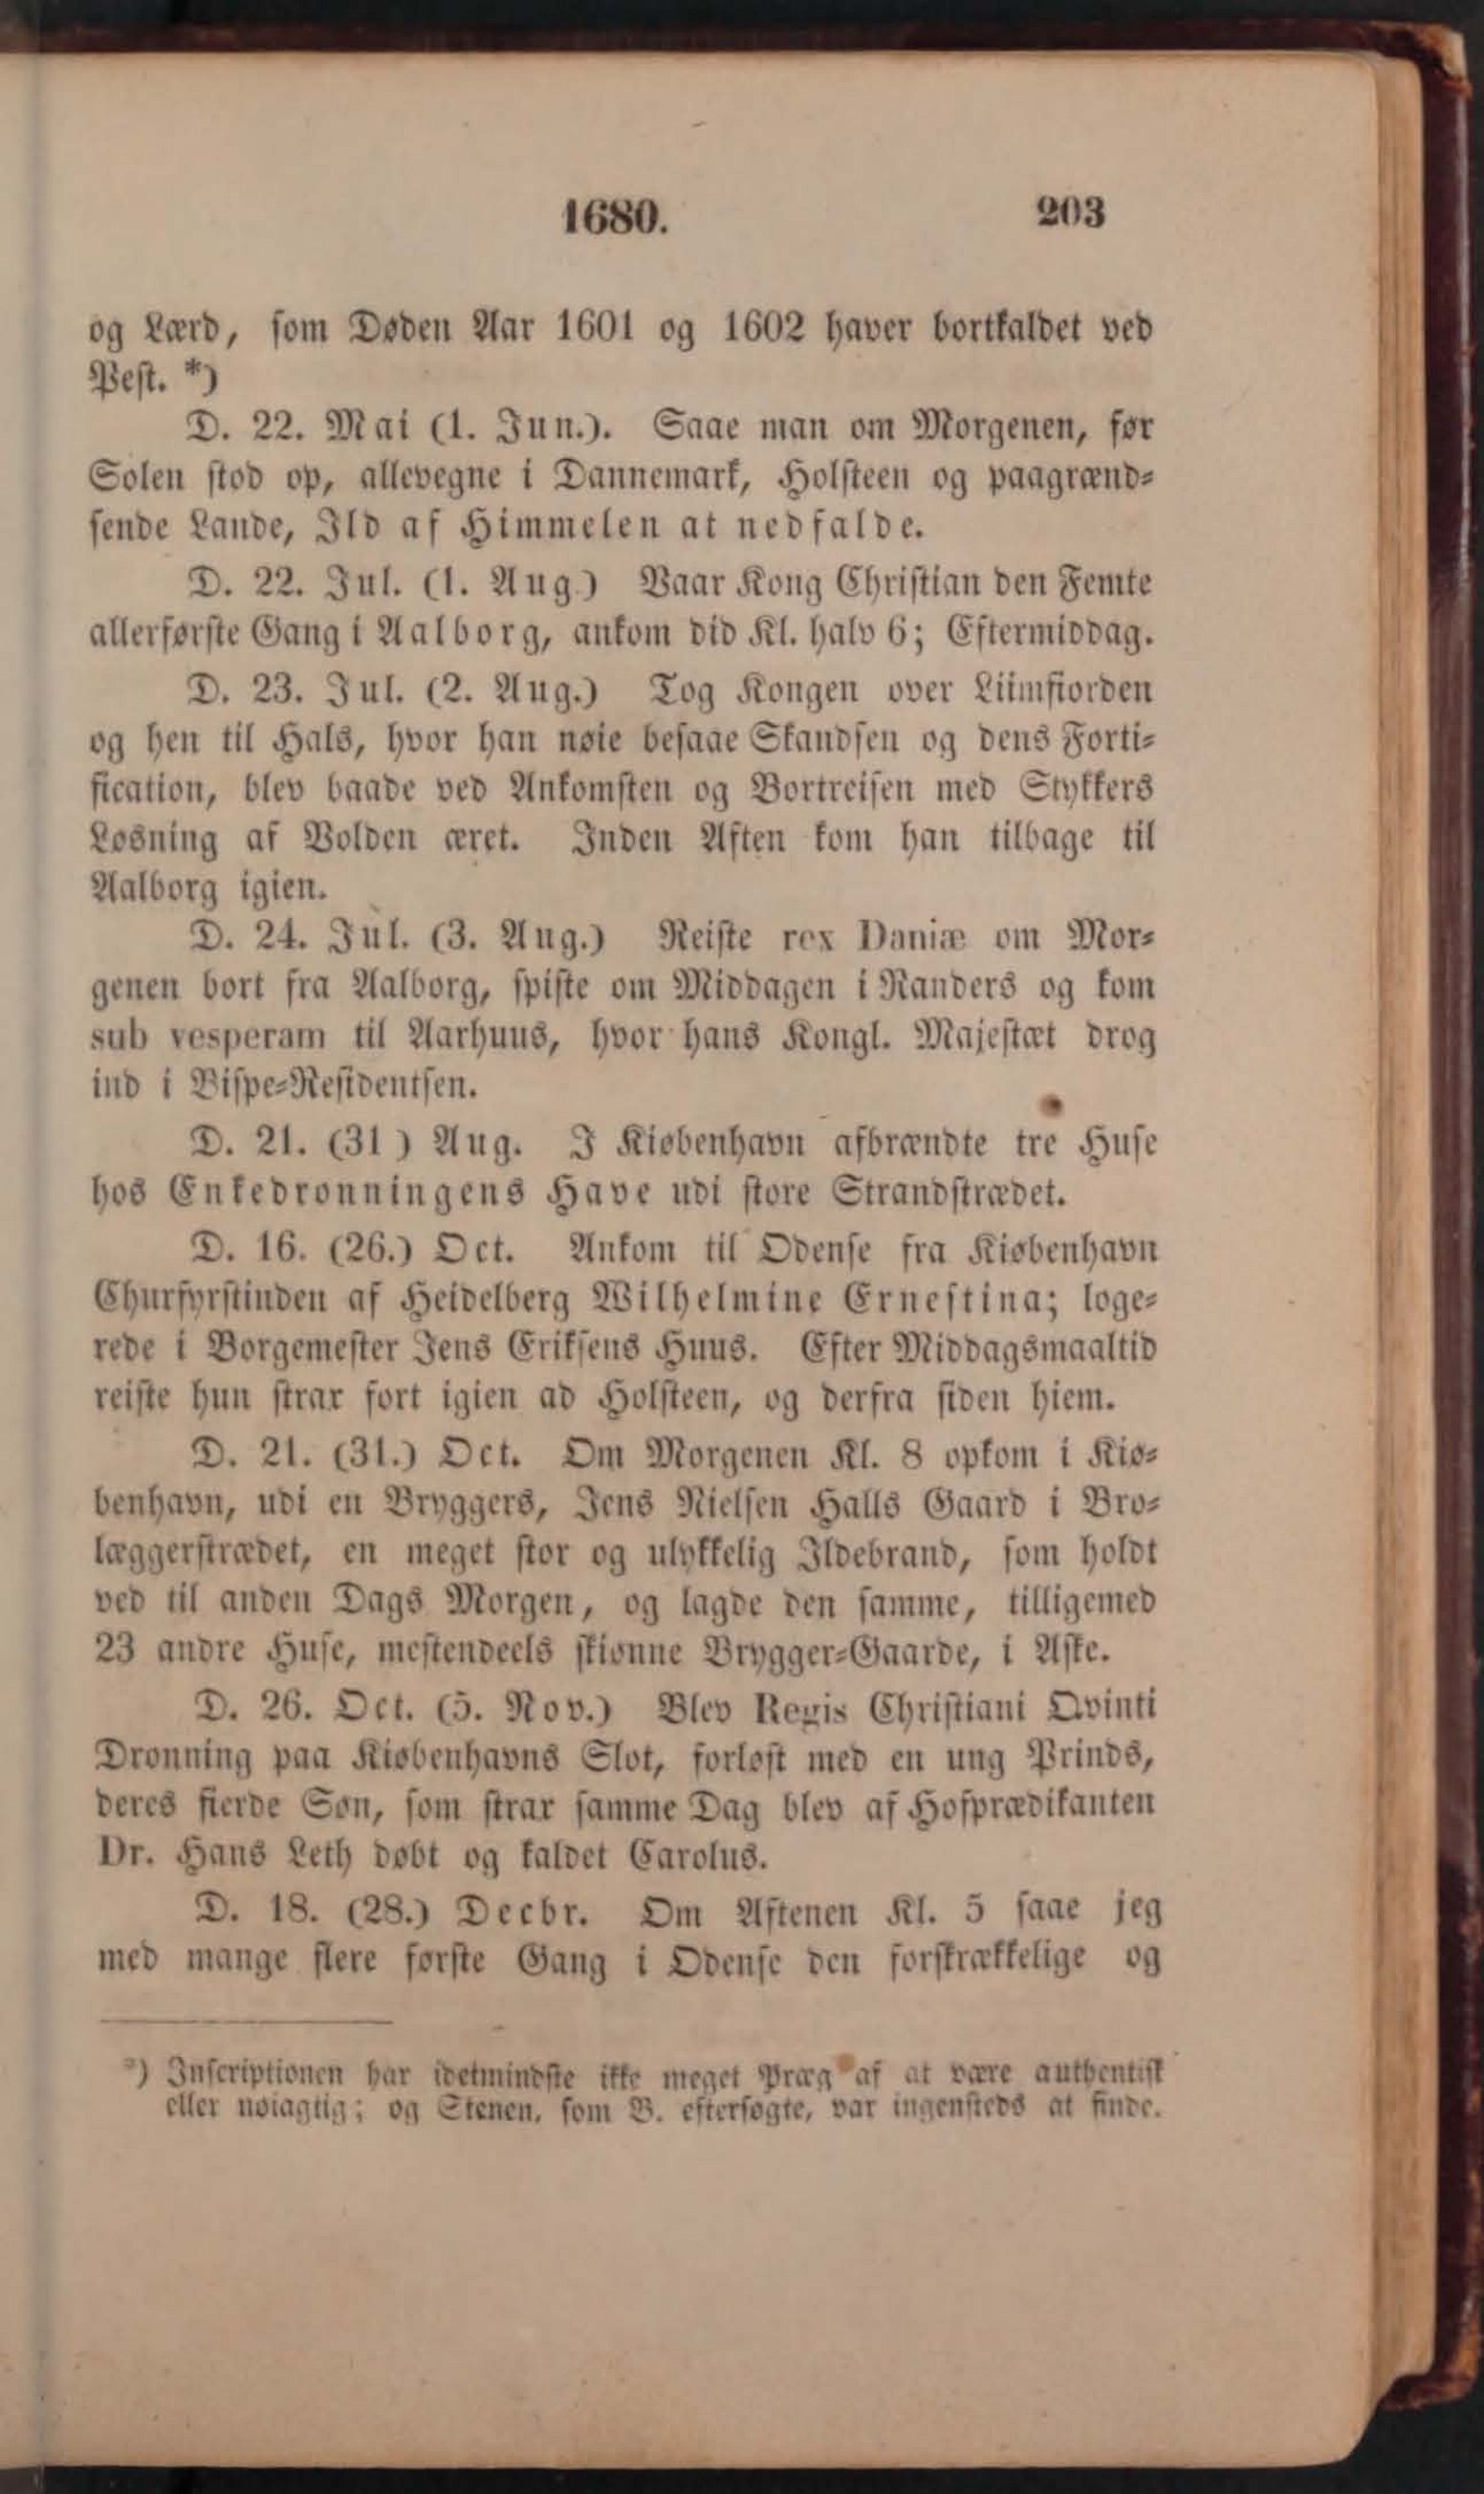 1680.
203
og Lærd, som Døden Aar 1601 og 1602 haver bortkaldet ved
Pest. *)
D. 22. Mai (1. Jun.). Saae man om Morgenen, før
Solen stod op, allevegne i Dannemark, Holsteen og paagrænd-
sende Lande, Ild af Himmelen at nedfalde.
D. 22. Jul. (1. Aug.) Vaar Kong Christian den Femte
allerførste Gang i Aalborg, ankom did Kl. halv 6; Eftermiddag.
D. 23. Jul. (2. Aug.) Tog Kongen over Liimfiorden
og hen til Hals, hvor han nøie besaae Skandsen og dens Forti-
fication, blev baade ved Ankomsten og Bortreisen med Stykkers
Løsning af Volden æret. Inden Aften kom han tilbage til
Aalborg igien.
D. 24. Jul. (3. Aug.) Reiste rex Daniæ om Mor-
genen bort fra Aalborg, spiste om Middagen i Randers og kom
sub vesperam til Aarhuus, hvor hans Kongl. Majestæt drog
ind i Bispe-Residentsen.
D. 21. (31) Aug. I Kiøbenhavn afbrændte tre Huse
hos Enkedronningens Have udi store Strandstrædet.
D. 16. (26.) Oct. Ankom til Odense fra Kiøbenhavn
Churfyrstinden af Heidelberg Wilhelmine Ernestina; loge-
rede i Borgemester Jens Eriksens Huus. Efter Middagsmaaltid
reiste hun strax fort igien ad Holsteen, og derfra siden hiem.
D. 21. (31.) Oct. Om Morgenen Kl. 8 opkom i Kiø-
benhavn, udi en Bryggers, Jens Nielsen Halls Gaard i Bro-
læggerstrædet, en meget stor og ulykkelig Ildebrand, som holdt
ved til anden Dags Morgen, og lagde den samme, tilligemed
23 andre Huse, mestendeels skiønne Brygger-Gaarde, i Aske.
D. 26. Oct. (5. Nov.) Blev Regis Christiani Qvinti
Dronning paa Kiøbenhavns Slot, forløst med en ung Prinds,
deres fierde Søn, som strax samme Dag blev af Hofprædikanten
Dr. Hans Leth døbt og kaldet Carolus.
D. 18. (28.) Decbr. Om Aftenen Kl. 5 saae jeg
med mange flere første Gang i Odense den forskrækkelige og
*) Inscriptionen har idetmindste ikke meget Præg af at være authentisk
eller nøiagtig; og Stenen, som B. eftersøgte, var ingensteds at finde.